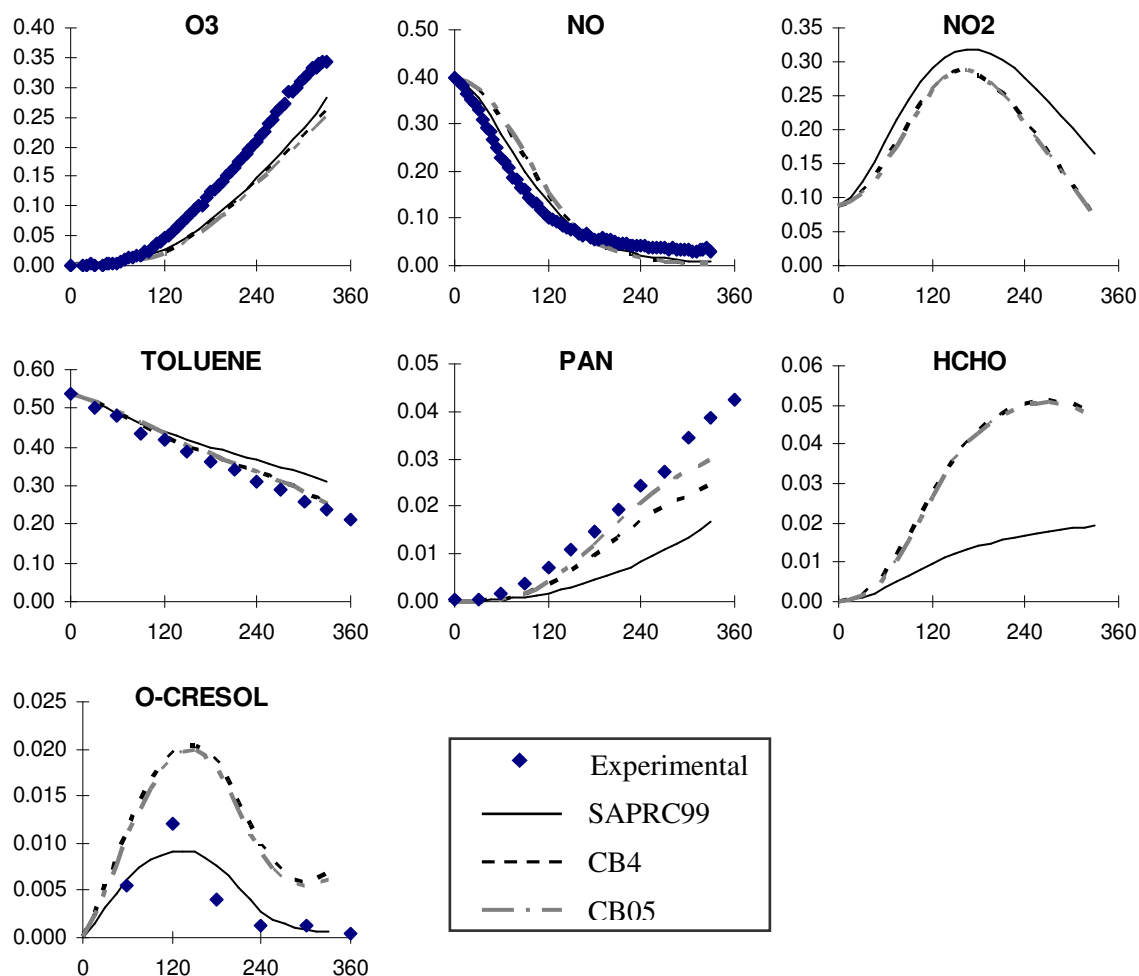 O3
0.40
0.35
0.30
0.25
0.20
0.15
0.10
0.05
0.00
0 120 240 360
NO
0.50
0.40
0.30
0.20
0.10
0.00
0 120 240 360
NO2
0.35
0.30
0.25
0.20
0.15
0.10
0.05
0.00
0 120 240 360
TOLUENE
0.60
0.50
0.40
0.30
0.20
0.10
0.00
0 120 240 360
PAN
0.05
0.04
0.03
0.02
0.01
0.00
0 120 240 360
HCHO
0.06
0.05
0.04
0.03
0.02
0.01
0.00
0 120 240 360
O-CRESOL
0.025
0.020
0.015
0.010
0.005
0.000
0 120 240 360
Experimental
SAPRC99
CB4
CB05